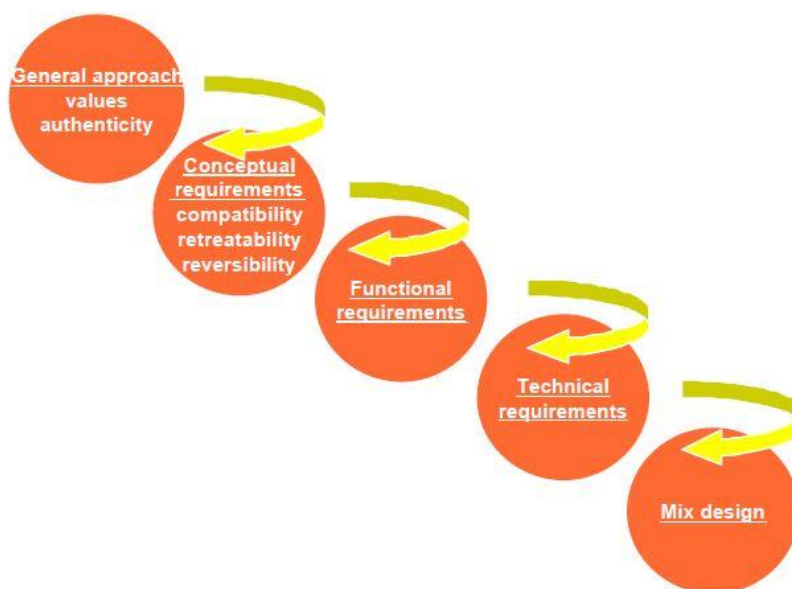 General approach
values
authenticity
Conceptual
requirements
compatibility
retreatability
reversibility
Functional
requirements
Technical
requirements
Mix design